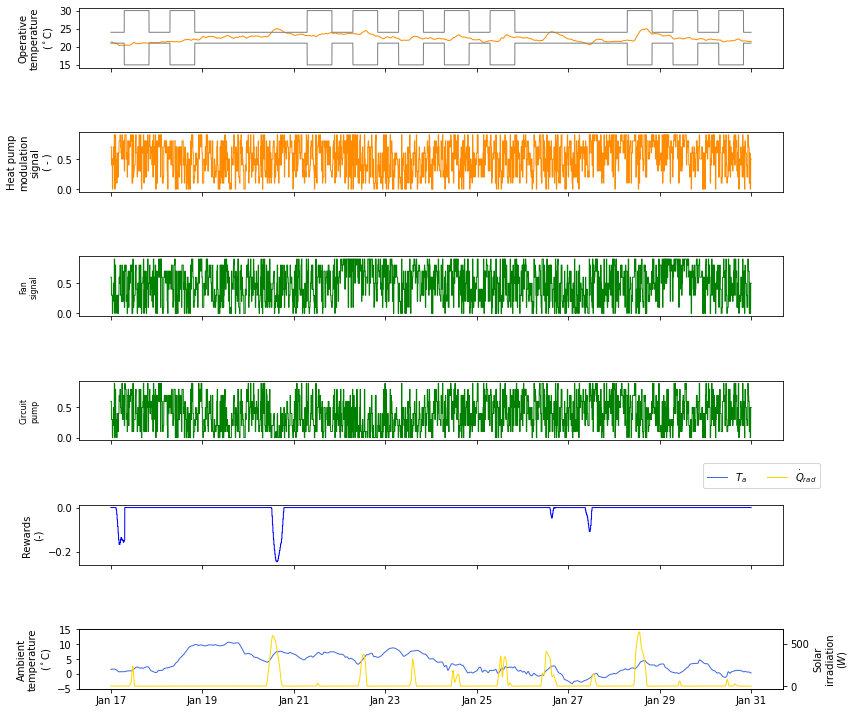 Operative
temperature
(°C)
30
25
20
15
Heat pump
modulation
signal
( - )
0.5
0.0
Fan
signal
0.5
0.0
Circuit
pump
0.5
0.0
T_a
Q̇_rad
Rewards
(-)
0.0
−0.2
Ambient
temperature
(°C)
15
10
5
0
−5
500
0
Solar
irradiation
(W)
Jan 17 Jan 19 Jan 21 Jan 23 Jan 25 Jan 27 Jan 29 Jan 31